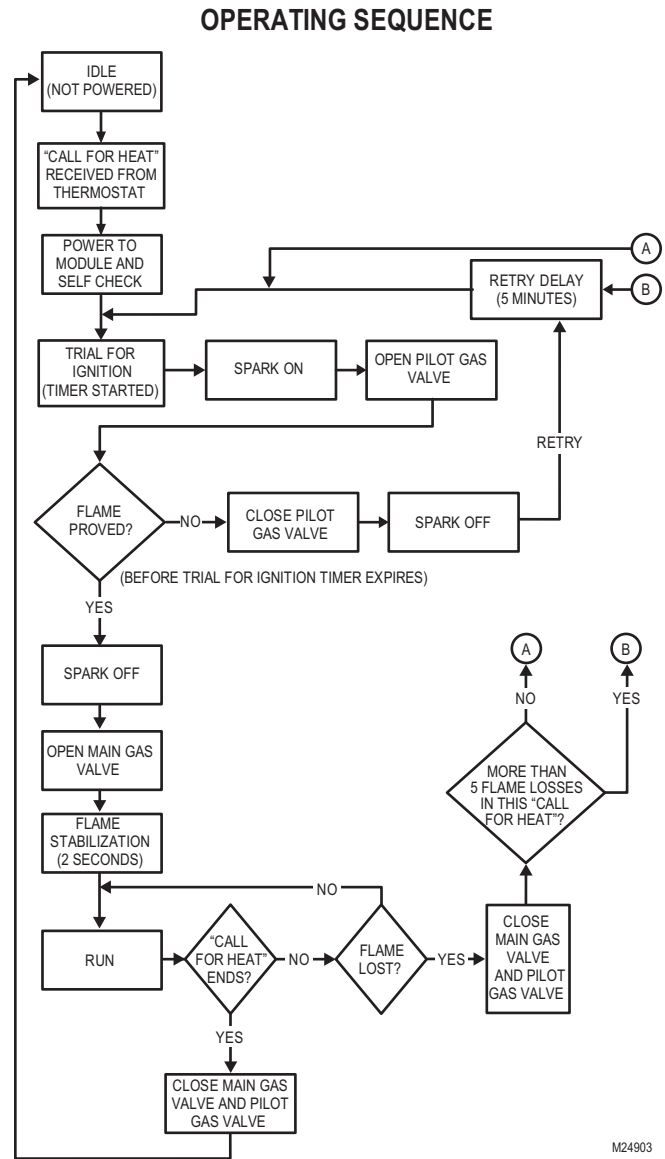 OPERATING SEQUENCE
IDLE
(NOT POWERED)
“CALL FOR HEAT”
RECEIVED FROM
THERMOSTAT
POWER TO
MODULE AND
SELF CHECK
A
RETRY DELAY
(5 MINUTES)
B
TRIAL FOR
IGNITION
(TIMER STARTED)
SPARK ON
OPEN PILOT GAS
VALVE
RETRY
FLAME
PROVED?
NO
CLOSE PILOT
GAS VALVE
SPARK OFF
(BEFORE TRIAL FOR IGNITION TIMER EXPIRES)
YES
SPARK OFF
OPEN MAIN GAS
VALVE
FLAME
STABILIZATION
(2 SECONDS)
A
B
NO
YES
MORE THAN
5 FLAME LOSSES
IN THIS “CALL
FOR HEAT”?
NO
RUN
“CALL
FOR HEAT”
ENDS?
NO
FLAME
LOST?
YES
CLOSE
MAIN GAS
VALVE
AND PILOT
GAS VALVE
YES
CLOSE MAIN GAS
VALVE AND PILOT
GAS VALVE
M24903